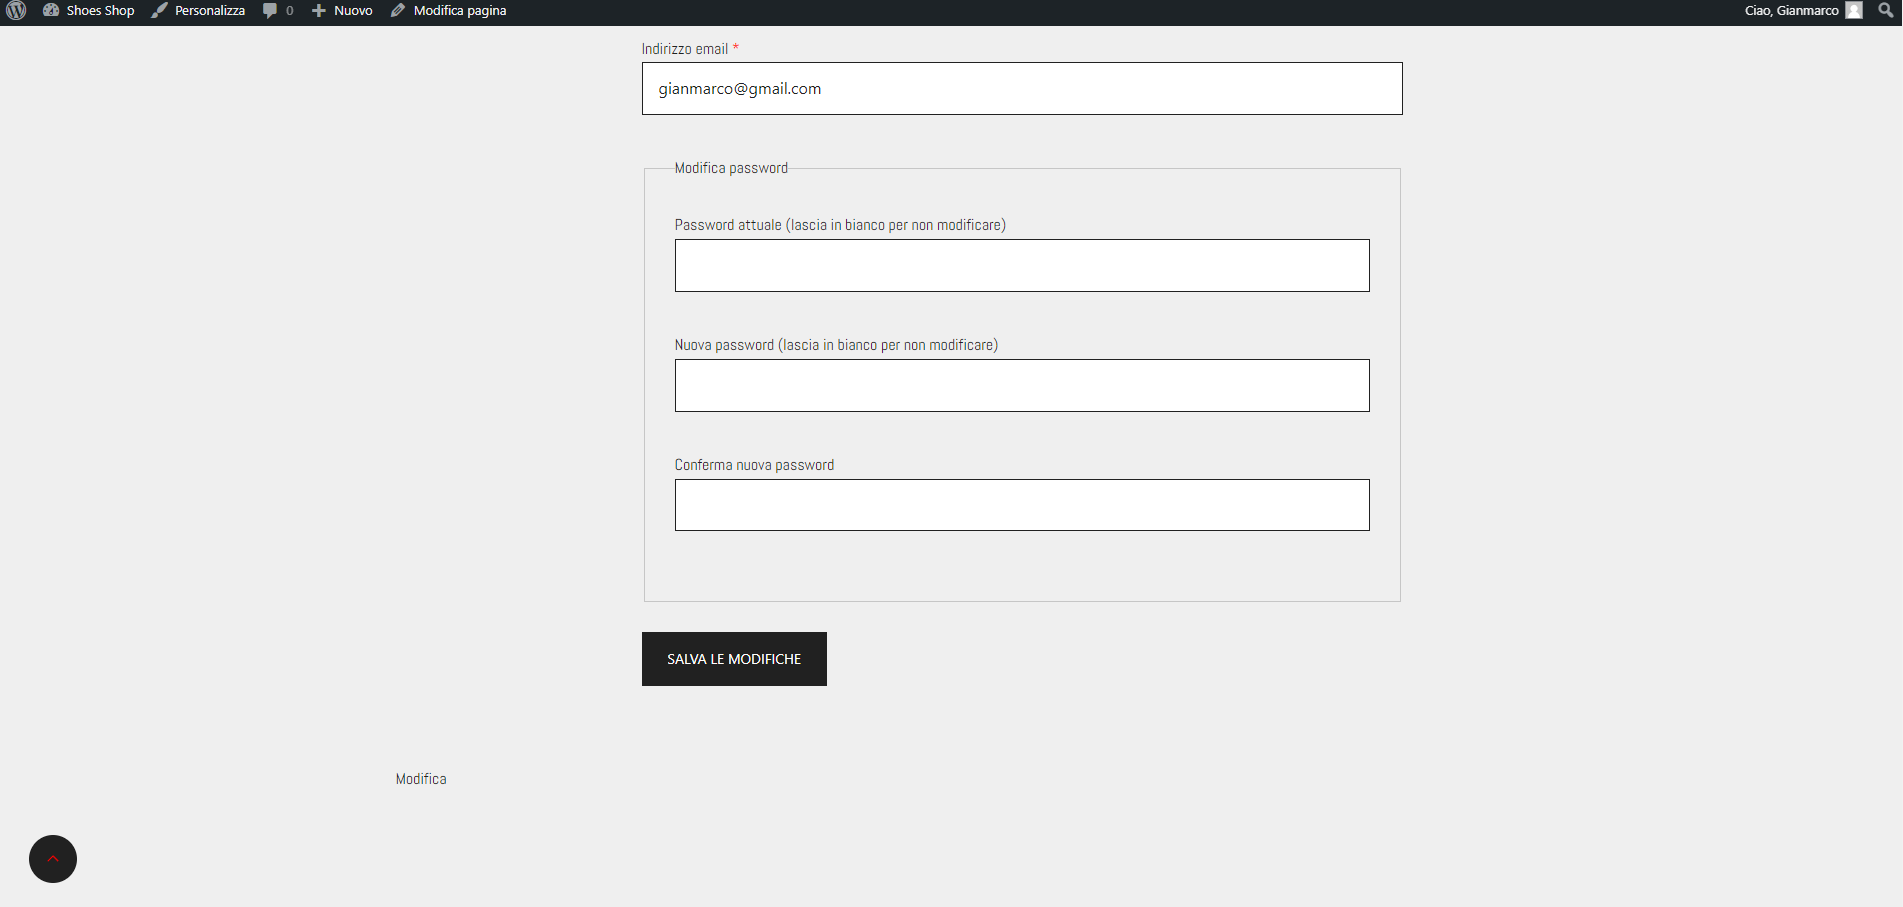 Shoes Shop Personalizza 0 Nuovo Modifica pagina Ciao, Gianmarco
Indirizzo email *
gianmarco@gmail.com
Modifica password
Password attuale (lascia in bianco per non modificare)
Nuova password (lascia in bianco per non modificare)
Conferma nuova password
SALVA LE MODIFICHE
Modifica